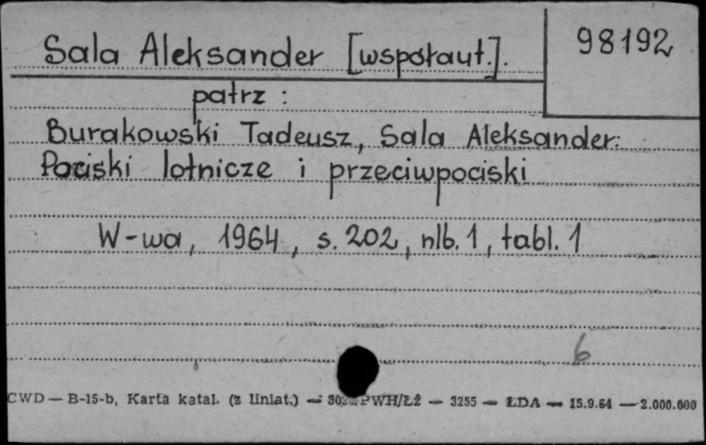 Sala Aleksander [współaut.].
98192
patrz :
Burakowski Tadeusz, Sala Aleksander:
Pociski lotnicze i przeciwpociski
W-wa, 1964, s. 202, nlb. 1, tabl. 1
6
CWD — B-15-b, Karta katal. (z liniat.) — PWH/ŁŻ — 3255 — ŁDA — 15.9.64 — 2.000.000